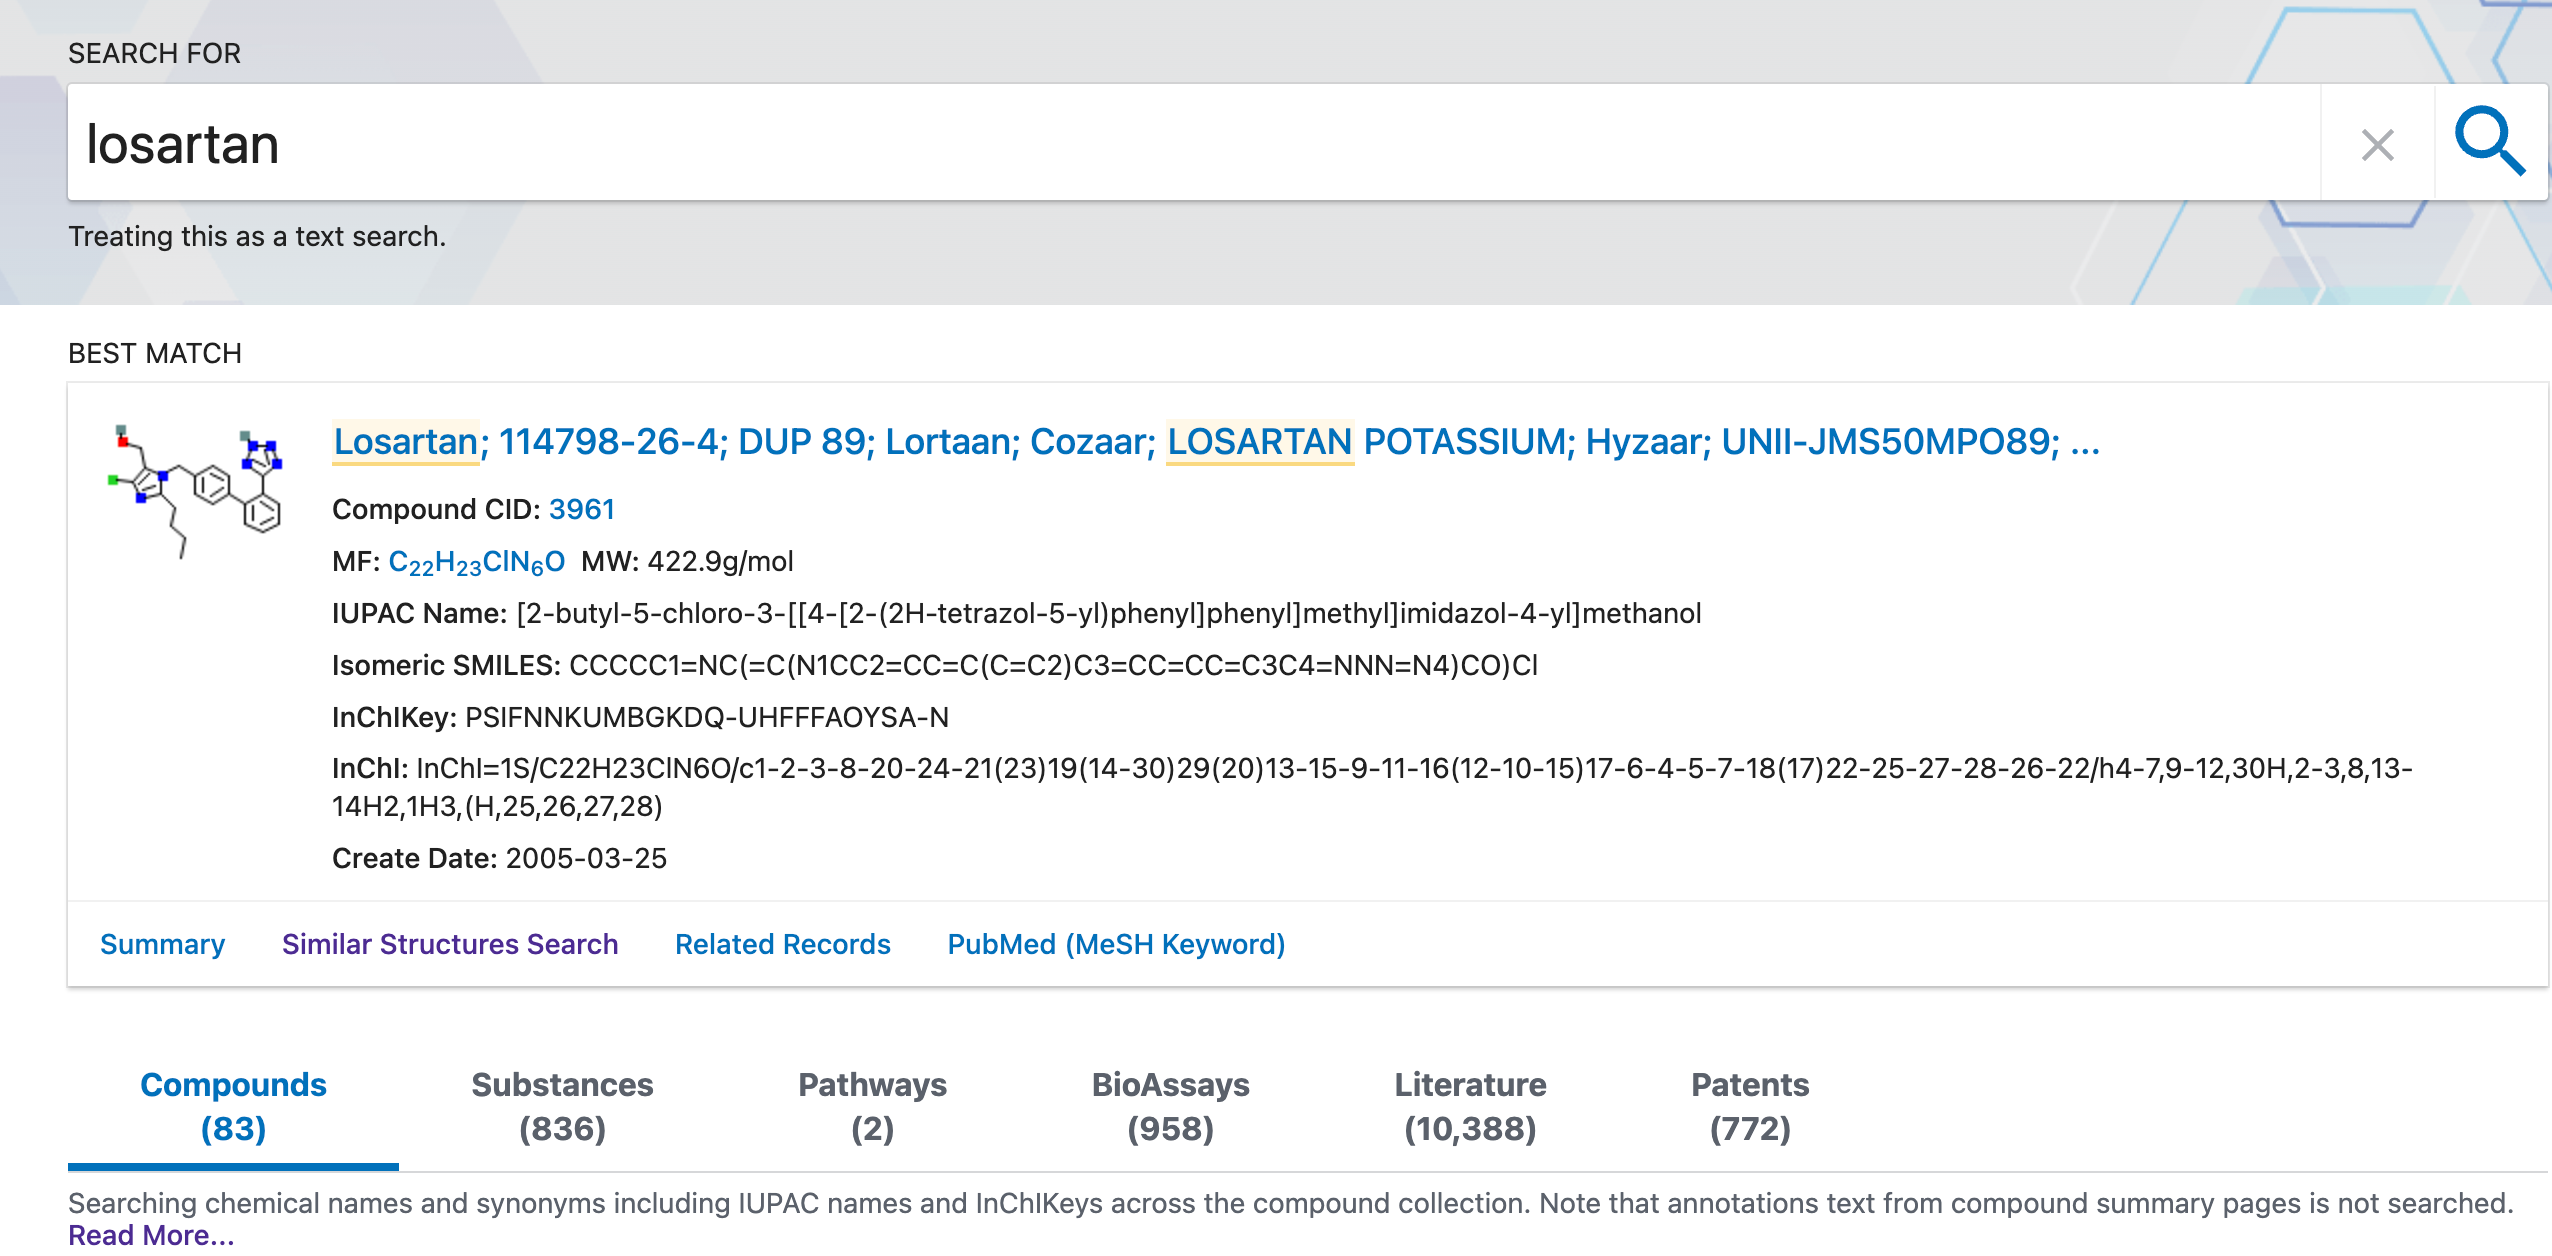 SEARCH FOR
losartan
Treating this as a text search.
BEST MATCH
Losartan; 114798-26-4; DUP 89; Lortaan; Cozaar; LOSARTAN POTASSIUM; Hyzaar; UNII-JMS50MPO89; ...
Compound CID: 3961
MF: C₂₂H₂₃ClN₆O MW: 422.9g/mol
IUPAC Name: [2-butyl-5-chloro-3-[[4-[2-(2H-tetrazol-5-yl)phenyl]phenyl]methyl]imidazol-4-yl]methanol
Isomeric SMILES: CCCCC1=NC(=C(N1CC2=CC=C(C=C2)C3=CC=CC=C3C4=NNN=N4)CO)Cl
InChIKey: PSIFNNKUMBGKDQ-UHFFFAOYSA-N
InChI: InChI=1S/C22H23ClN6O/c1-2-3-8-20-24-21(23)19(14-30)29(20)13-15-9-11-16(12-10-15)17-6-4-5-7-18(17)22-25-27-28-26-22/h4-7,9-12,30H,2-3,8,13-
14H2,1H3,(H,25,26,27,28)
Create Date: 2005-03-25
Summary Similar Structures Search Related Records PubMed (MeSH Keyword)
Compounds Substances Pathways BioAssays Literature Patents
(83) (836) (2) (958) (10,388) (772)
Searching chemical names and synonyms including IUPAC names and InChIKeys across the compound collection. Note that annotations text from compound summary pages is not searched.
Read More...